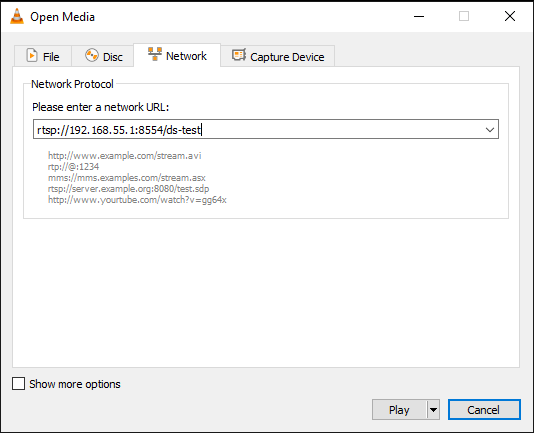 Open Media
File Disc Network Capture Device
Network Protocol
Please enter a network URL:
rtsp://192.168.55.1:8554/ds-test
http://www.example.com/stream.avi
rtp://@:1234
mms://mms.examples.com/stream.asx
rtsp://server.example.org:8080/test.sdp
http://www.yourtube.com/watch?v=gg64x
Show more options
Play Cancel